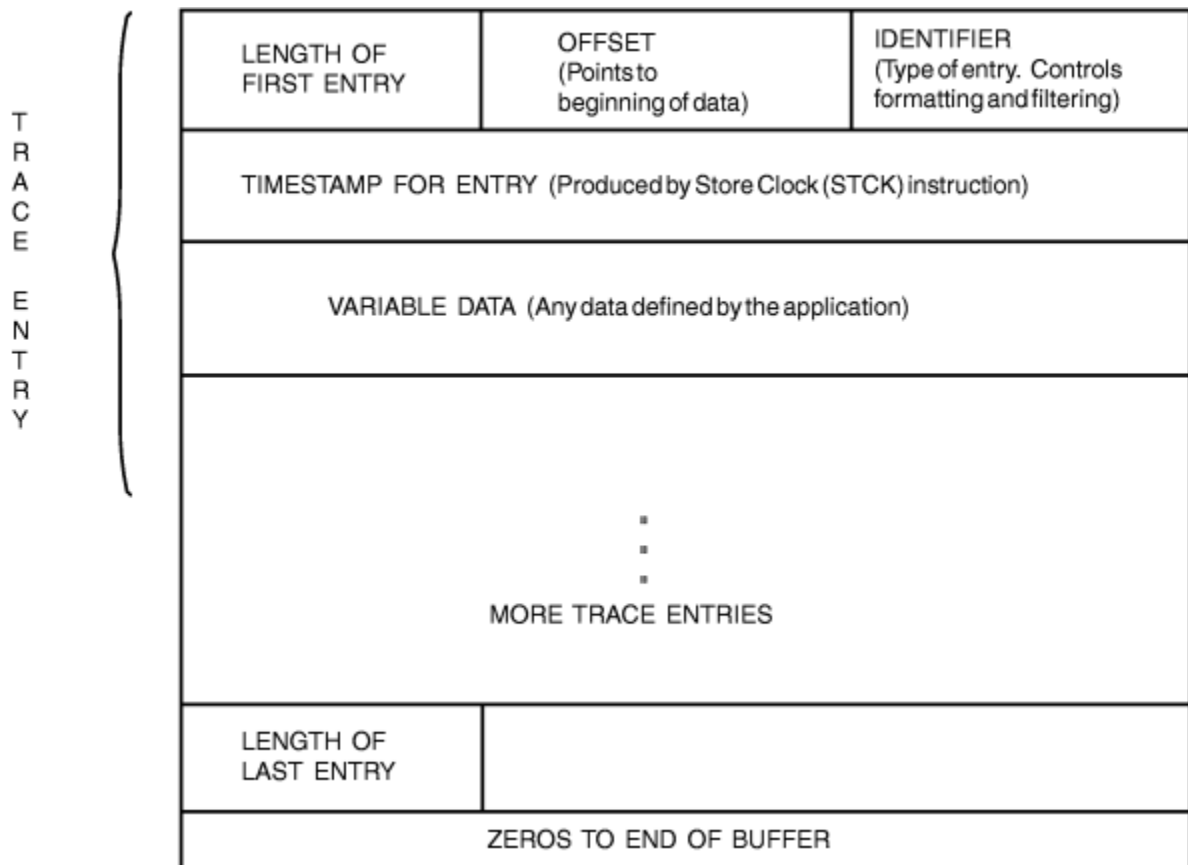 TRACE ENTRY
LENGTH OF
FIRST ENTRY
OFFSET
(Points to
beginning of data)
IDENTIFIER
(Type of entry. Controls
formatting and filtering)
TIMESTAMP FOR ENTRY (Produced by Store Clock (STCK) instruction)
VARIABLE DATA (Any data defined by the application)
MORE TRACE ENTRIES
LENGTH OF
LAST ENTRY
ZEROS TO END OF BUFFER